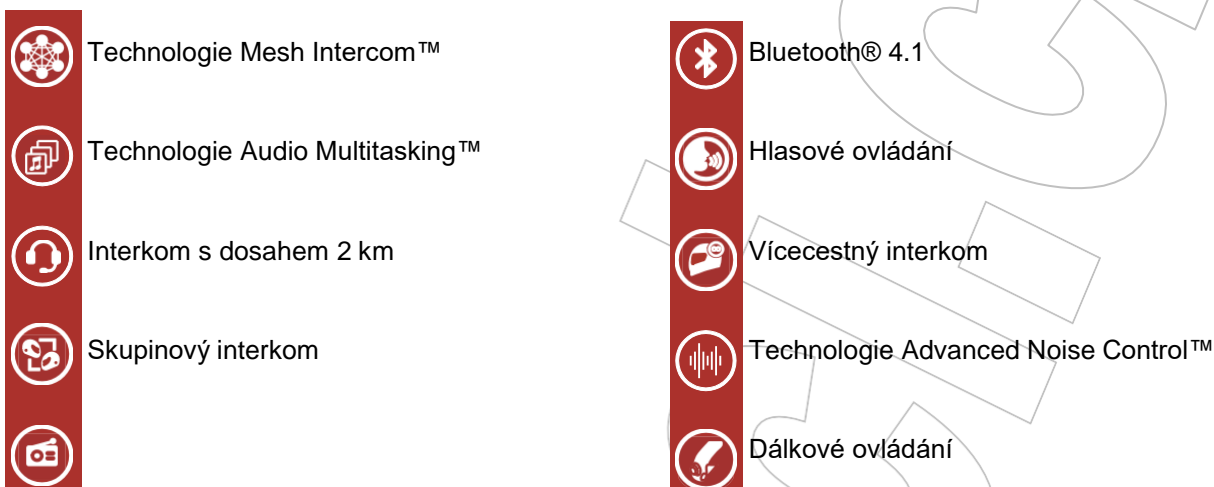 Technologie Mesh Intercom™
Technologie Audio Multitasking™
Interkom s dosahem 2 km
Skupinový interkom
Bluetooth® 4.1
Hlasové ovládání
Vícecestný interkom
Technologie Advanced Noise Control™
Dálkové ovládání